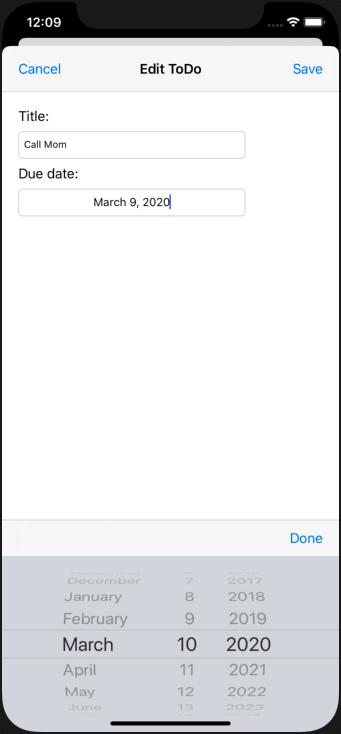 12:09
Cancel Edit ToDo Save
Title:
Call Mom
Due date:
March 9, 2020
Done
December 7 2017
January 8 2018
February 9 2019
March 10 2020
April 11 2021
May 12 2022
June 13 2023